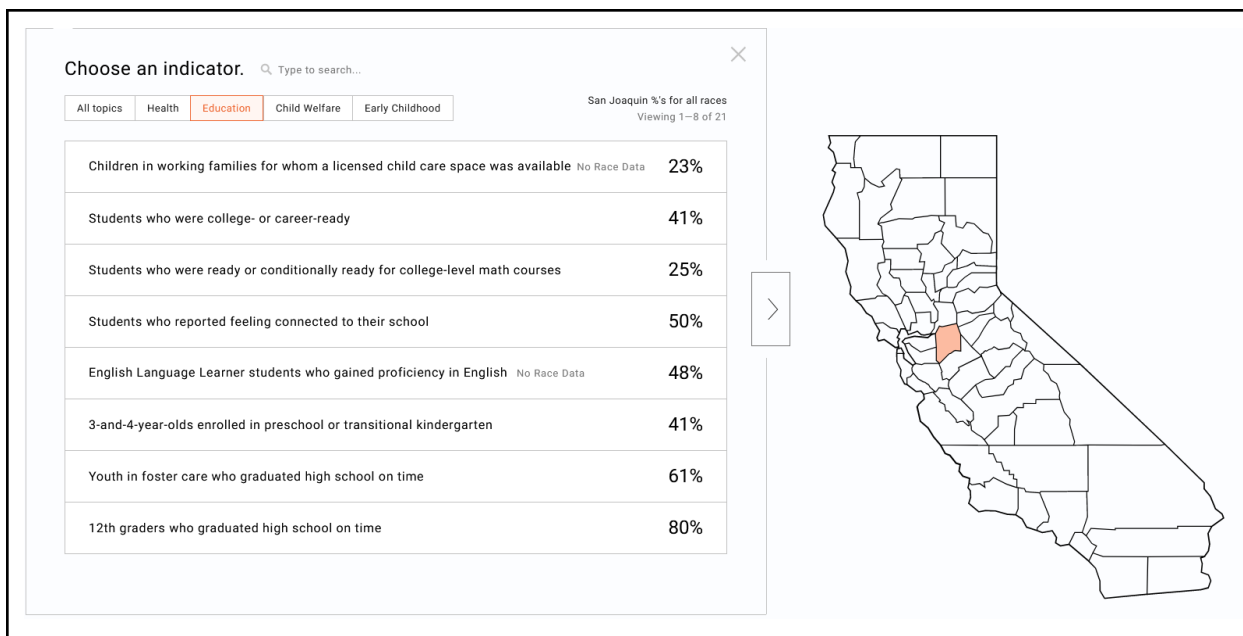 Choose an indicator. Type to search...
All topics Health Education Child Welfare Early Childhood
San Joaquin %'s for all races
Viewing 1—8 of 21
Children in working families for whom a licensed child care space was available No Race Data 23%
Students who were college- or career-ready 41%
Students who were ready or conditionally ready for college-level math courses 25%
Students who reported feeling connected to their school 50%
English Language Learner students who gained proficiency in English No Race Data 48%
3-and-4-year-olds enrolled in preschool or transitional kindergarten 41%
Youth in foster care who graduated high school on time 61%
12th graders who graduated high school on time 80%